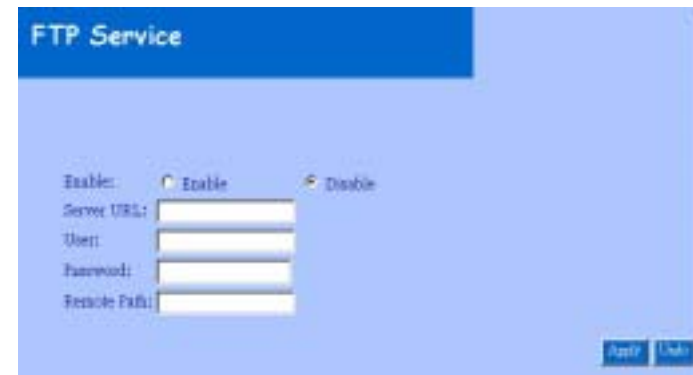 FTP Service
Enable: Enable Disable
Server URL:
User:
Password:
Remote Path:
Apply Undo